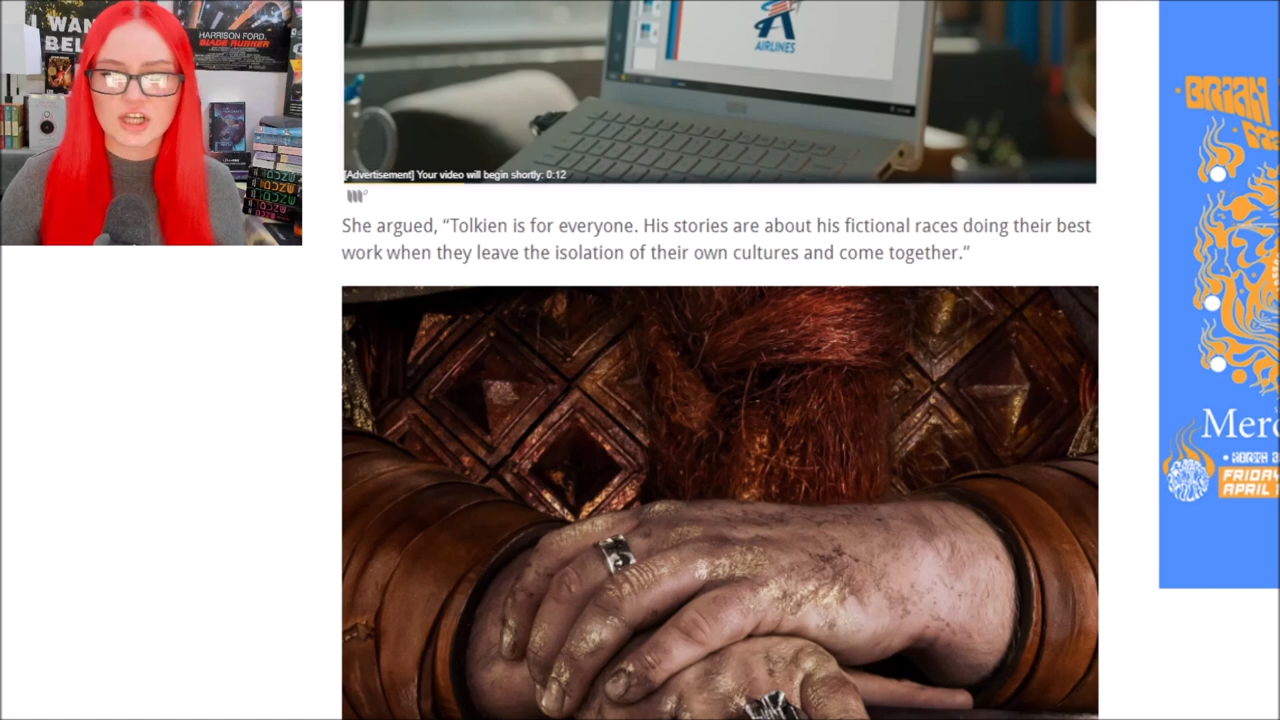 I WAN
BEL
HARRISON FORD.
BLADE RUNNER
AIRLINES
[Advertisement] Your video will begin shortly: 0:12
She argued, “Tolkien is for everyone. His stories are about his fictional races doing their best
work when they leave the isolation of their own cultures and come together.”
BRIAN
Merc
FRIDAY
APRIL 1